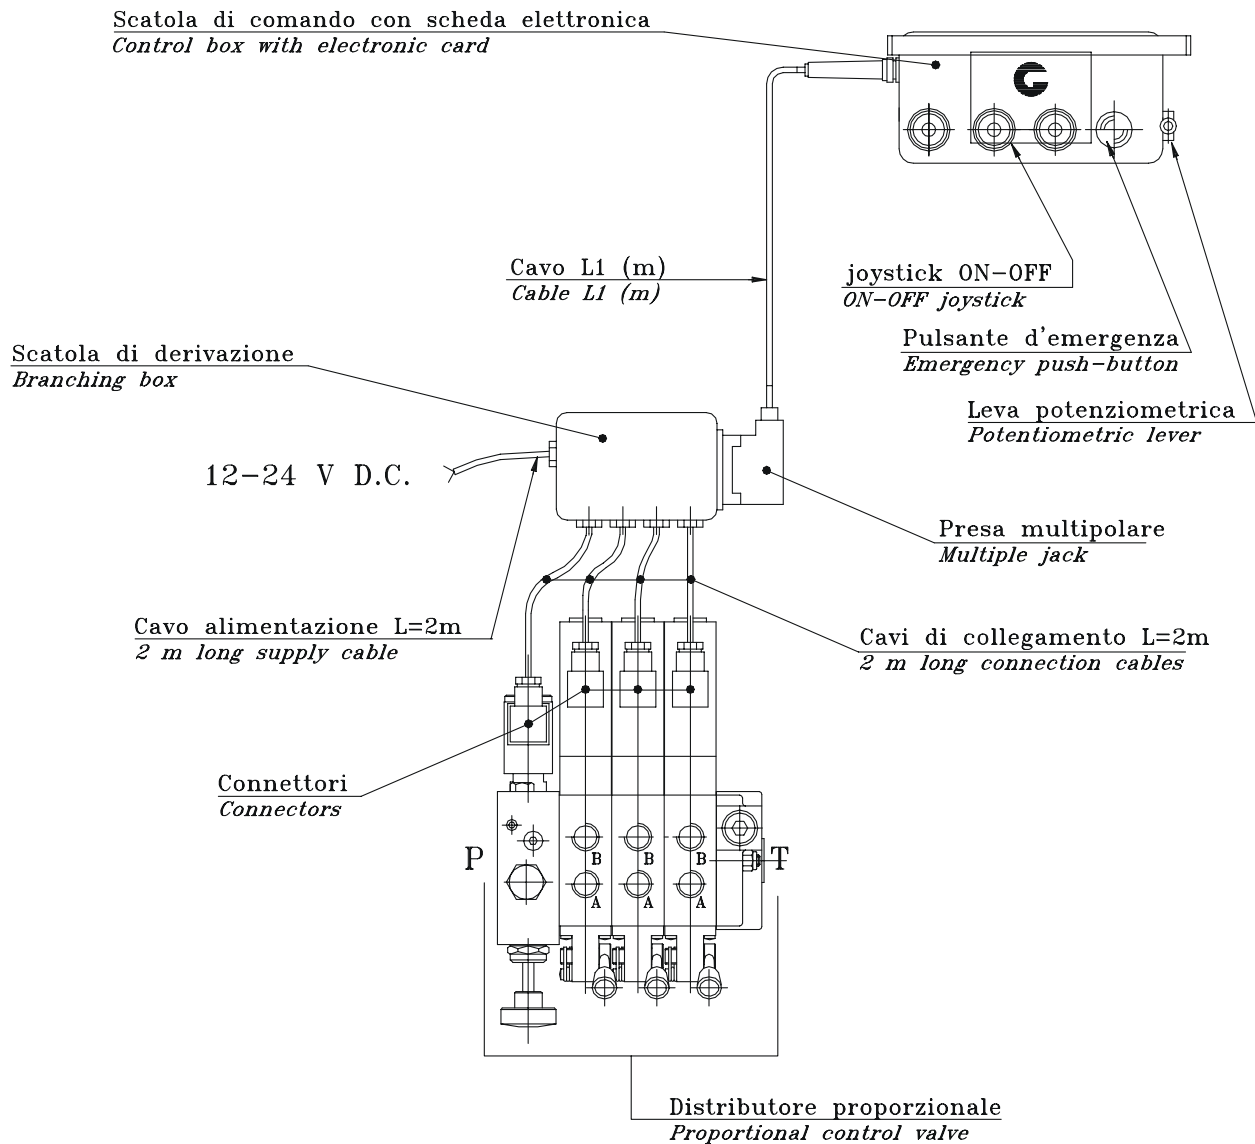 Scatola di comando con scheda elettronica
Control box with electronic card
G
Cavo L1 (m)
Cable L1 (m)
joystick ON-OFF
ON-OFF joystick
Pulsante d'emergenza
Emergency push-button
Scatola di derivazione
Branching box
Leva potenziometrica
Potentiometric lever
12-24 V D.C.
Presa multipolare
Multiple jack
Cavo alimentazione L=2m
2 m long supply cable
Cavi di collegamento L=2m
2 m long connection cables
Connettori
Connectors
P B B B T
A A A
Distributore proporzionale
Proportional control valve